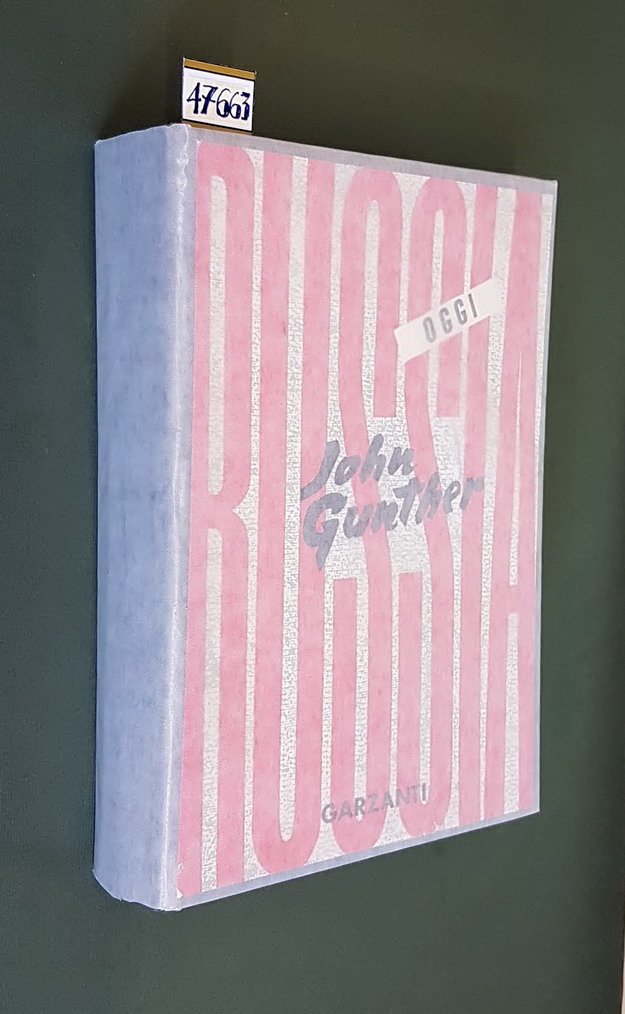 47663
RUSSIA
OGGI
John
Gunther
GARZANTI